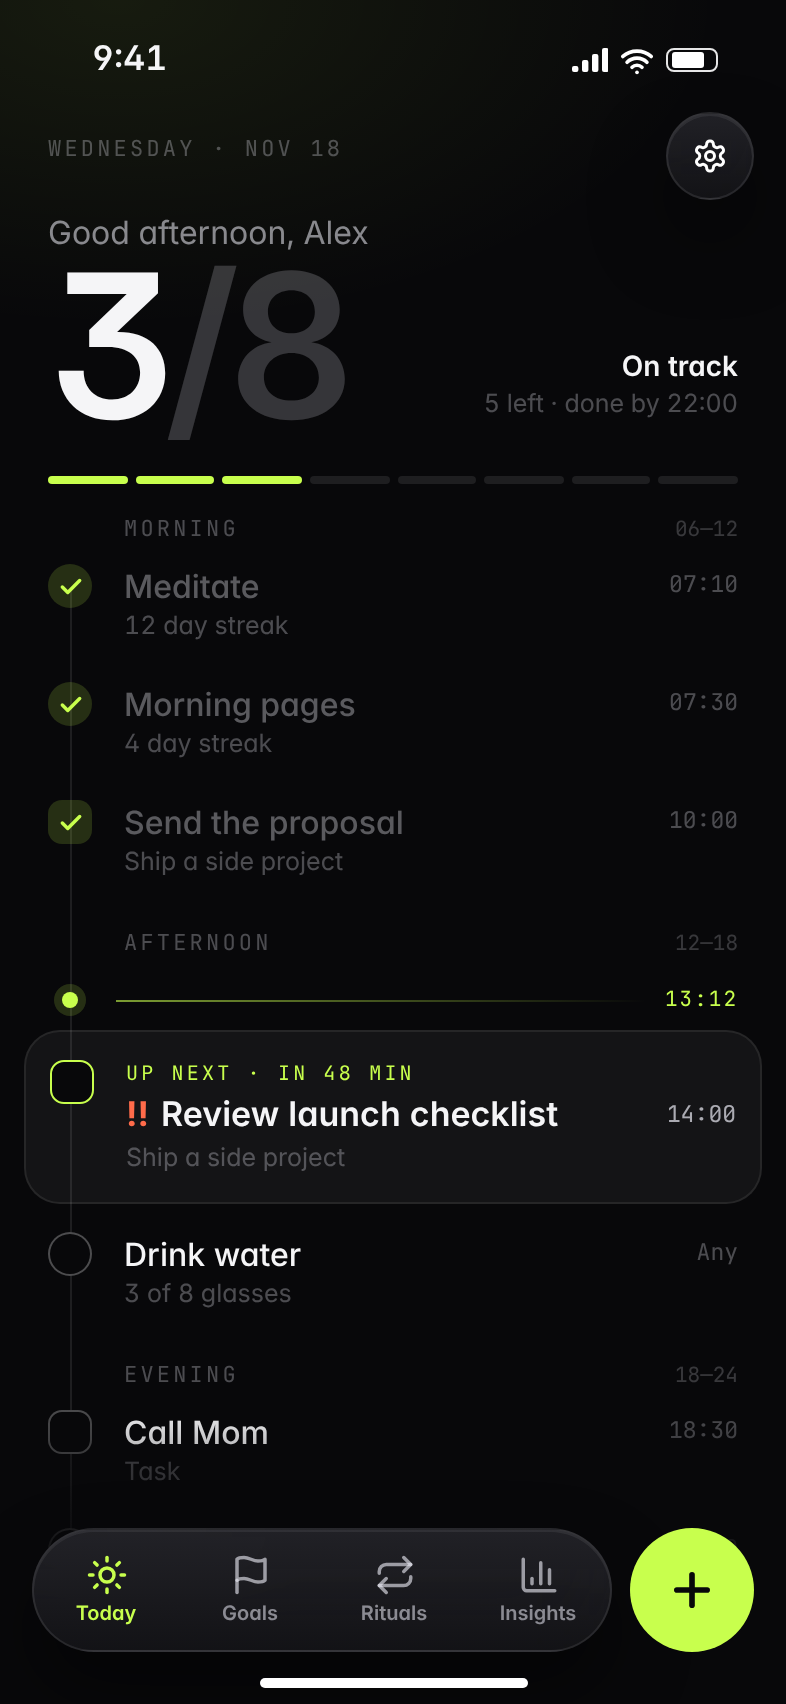 9:41
WEDNESDAY · NOV 18
Good afternoon, Alex
3/8
On track
5 left · done by 22:00
MORNING 06–12
Meditate 07:10
12 day streak
Morning pages 07:30
4 day streak
Send the proposal 10:00
Ship a side project
AFTERNOON 12–18
13:12
UP NEXT · IN 48 MIN
!! Review launch checklist 14:00
Ship a side project
Drink water Any
3 of 8 glasses
EVENING 18–24
Call Mom 18:30
Task
Today Goals Rituals Insights